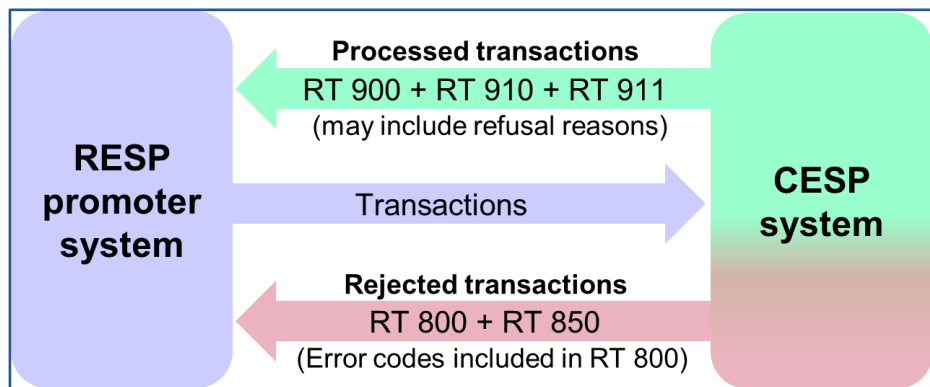 RESP
promoter
system
Processed transactions
RT 900 + RT 910 + RT 911
(may include refusal reasons)
Transactions
Rejected transactions
RT 800 + RT 850
(Error codes included in RT 800)
CESP
system